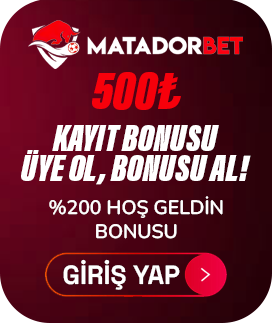 MATADORBET
500₺
KAYIT BONUSU
ÜYE OL, BONUSU AL!
%200 HOŞ GELDİN
BONUSU
GİRİŞ YAP